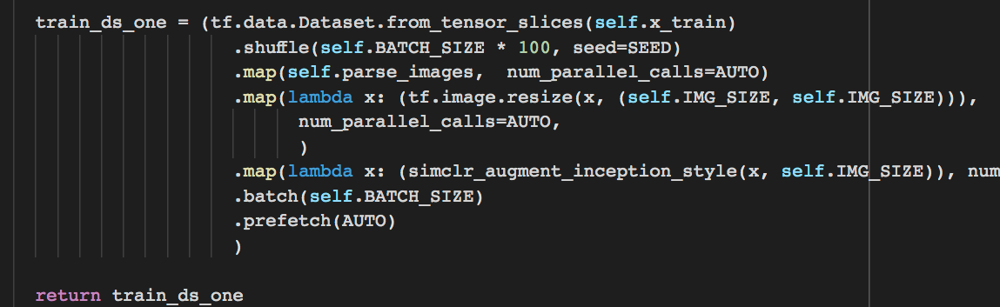 train_ds_one = (tf.data.Dataset.from_tensor_slices(self.x_train)
.shuffle(self.BATCH_SIZE * 100, seed=SEED)
.map(self.parse_images,  num_parallel_calls=AUTO)
.map(lambda x: (tf.image.resize(x, (self.IMG_SIZE, self.IMG_SIZE))),
num_parallel_calls=AUTO,
)
.map(lambda x: (simclr_augment_inception_style(x, self.IMG_SIZE)), num
.batch(self.BATCH_SIZE)
.prefetch(AUTO)
)
return train_ds_one